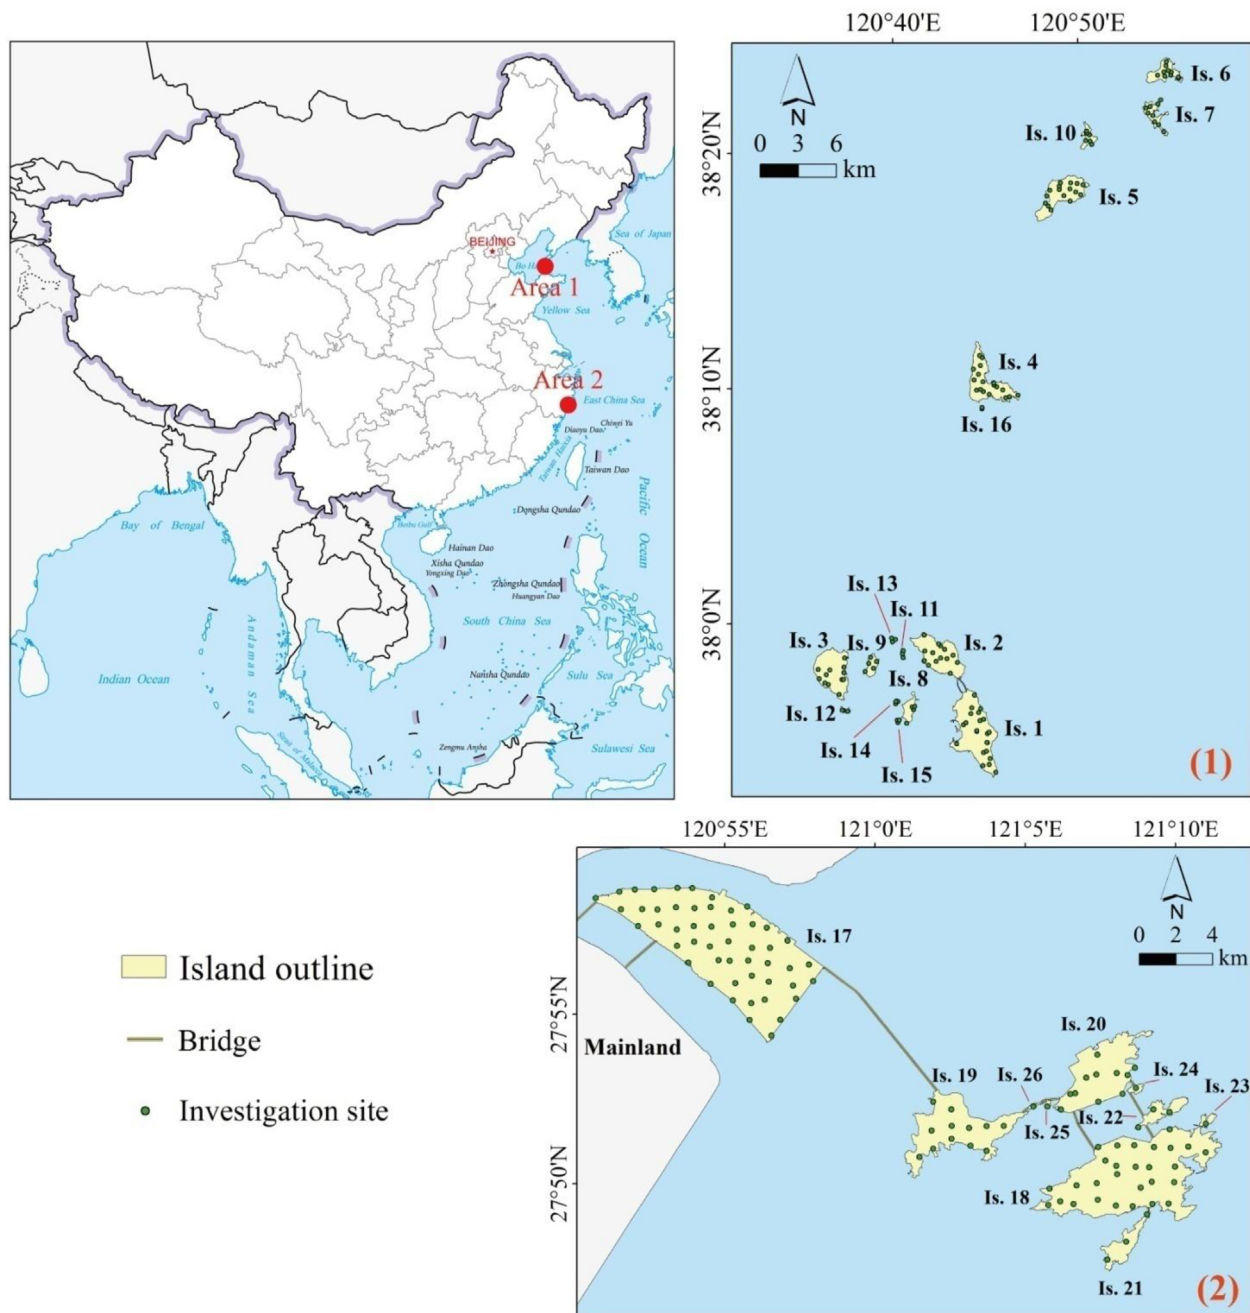 120°40'E
120°50'E
38°20'N
38°10'N
38°0'N
N
0 3 6
km
Is. 6
Is. 7
Is. 10
Is. 5
Is. 4
Is. 16
Is. 13
Is. 11
Is. 3
Is. 9
Is. 2
Is. 8
Is. 12
Is. 1
Is. 14
Is. 15
(1)
BEIJING
Sea of Japan
Area 1
Yellow Sea
Area 2
East China Sea
Chiwei Yu
Diaoyu Dao
Taiwan Haixia
Taiwan Dao
Pacific Ocean
Bay of Bengal
Dongsha Qundao
Beibu Gulf
Hainan Dao
Xisha Qundao
Yongxing Dao
Zhongsha Qundao
Huangyan Dao
South China Sea
Andaman Sea
Nansha Qundao
Sulu Sea
Indian Ocean
Strait of Malacca
Zengmu Ansha
Sulawesi Sea
120°55'E
121°0'E
121°5'E
121°10'E
27°55'N
27°50'N
N
0 2 4
km
Is. 17
Mainland
Is. 20
Is. 19
Is. 26
Is. 24
Is. 23
Is. 22
Is. 25
Is. 18
Is. 21
(2)
Island outline
Bridge
Investigation site